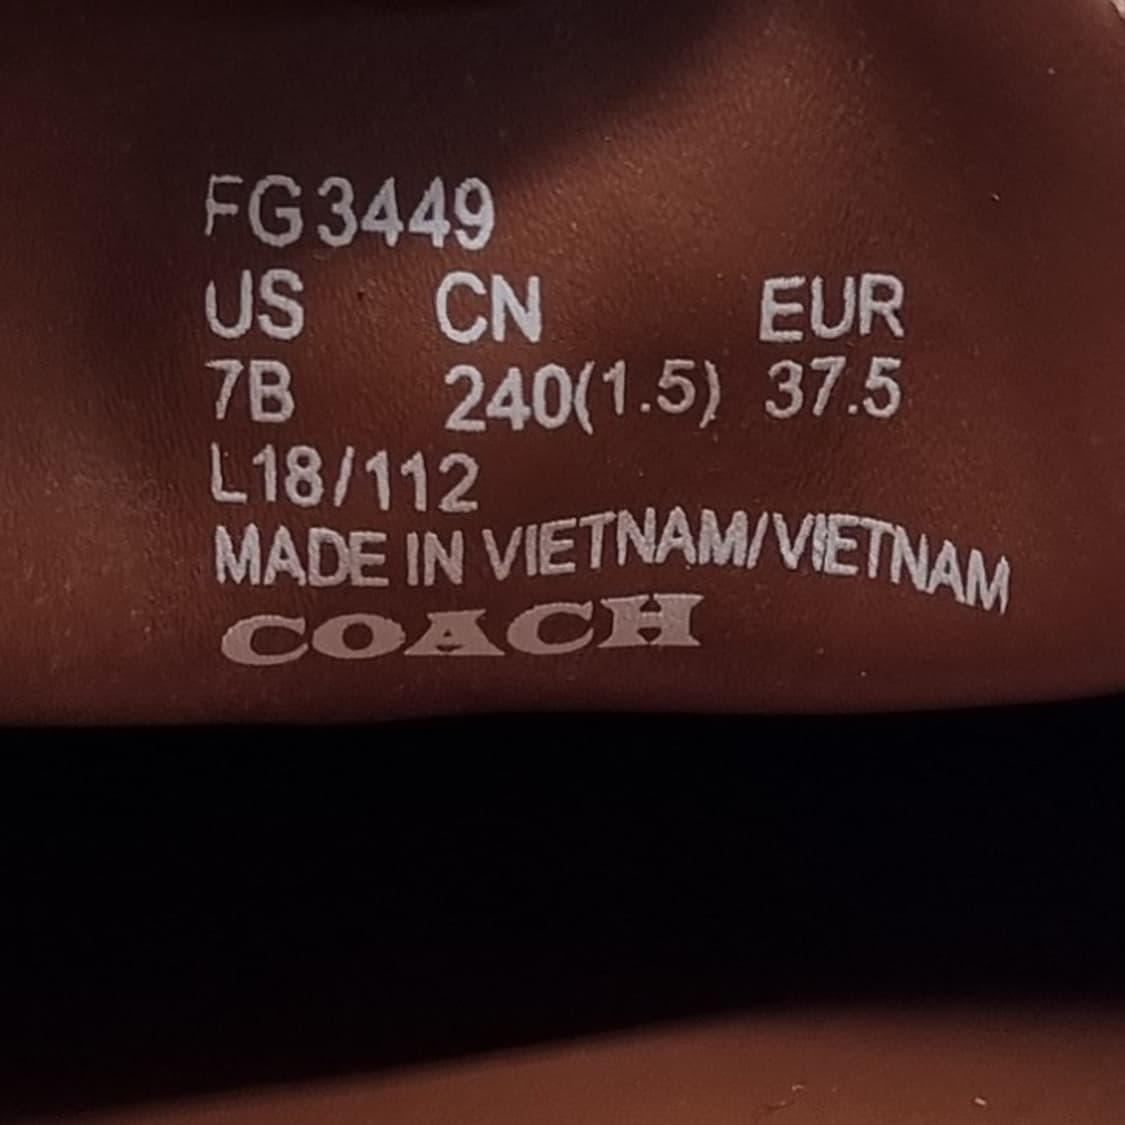 FG3449
US CN EUR
7B 240(1.5) 37.5
L18/112
MADE IN VIETNAM/VIETNAM
COACH